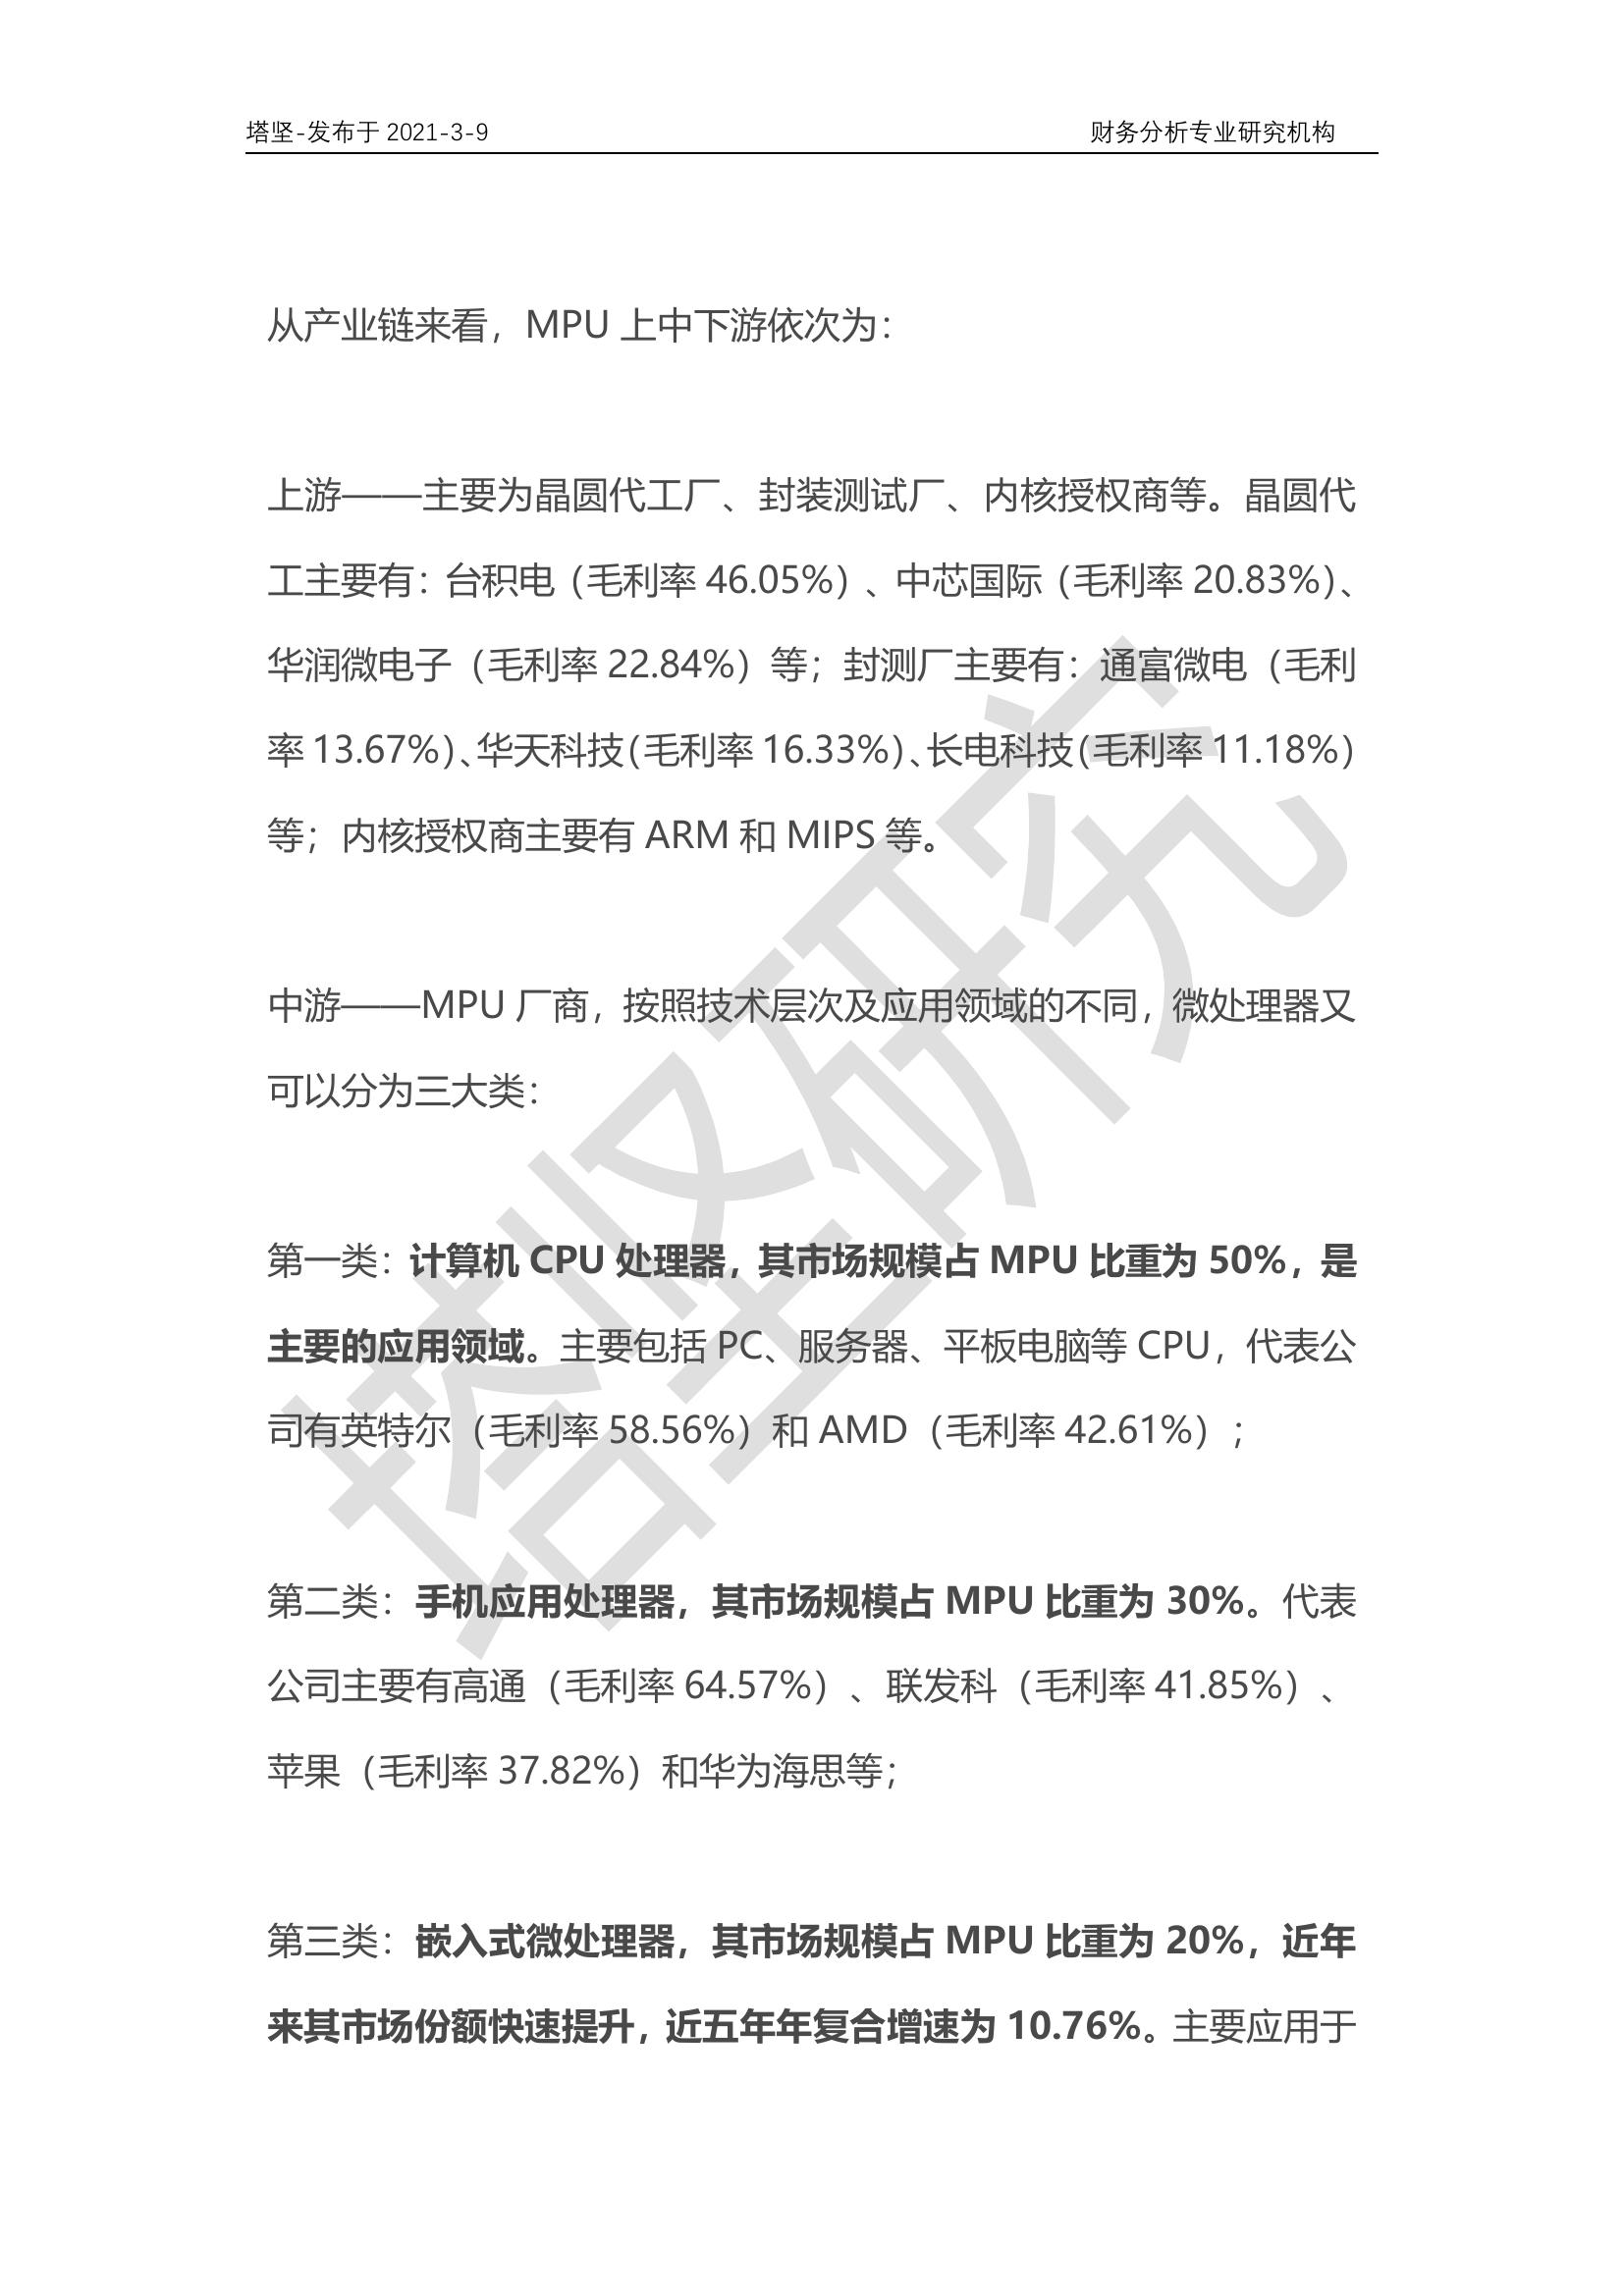 塔坚-发布于 2021-3-9 财务分析专业研究机构
从产业链来看，MPU 上中下游依次为：
上游——主要为晶圆代工厂、封装测试厂、内核授权商等。晶圆代
工主要有：台积电（毛利率 46.05%）、中芯国际（毛利率 20.83%）、
华润微电子（毛利率 22.84%）等；封测厂主要有：通富微电（毛利
率 13.67%）、华天科技（毛利率 16.33%）、长电科技（毛利率 11.18%）
等；内核授权商主要有 ARM 和 MIPS 等。
中游——MPU 厂商，按照技术层次及应用领域的不同，微处理器又
可以分为三大类：
第一类：计算机 CPU 处理器，其市场规模占 MPU 比重为 50%，是
主要的应用领域。主要包括 PC、服务器、平板电脑等 CPU，代表公
司有英特尔（毛利率 58.56%）和 AMD（毛利率 42.61%）；
第二类：手机应用处理器，其市场规模占 MPU 比重为 30%。代表
公司主要有高通（毛利率 64.57%）、联发科（毛利率 41.85%）、
苹果（毛利率 37.82%）和华为海思等；
第三类：嵌入式微处理器，其市场规模占 MPU 比重为 20%，近年
来其市场份额快速提升，近五年年复合增速为 10.76%。主要应用于
塔坚研究